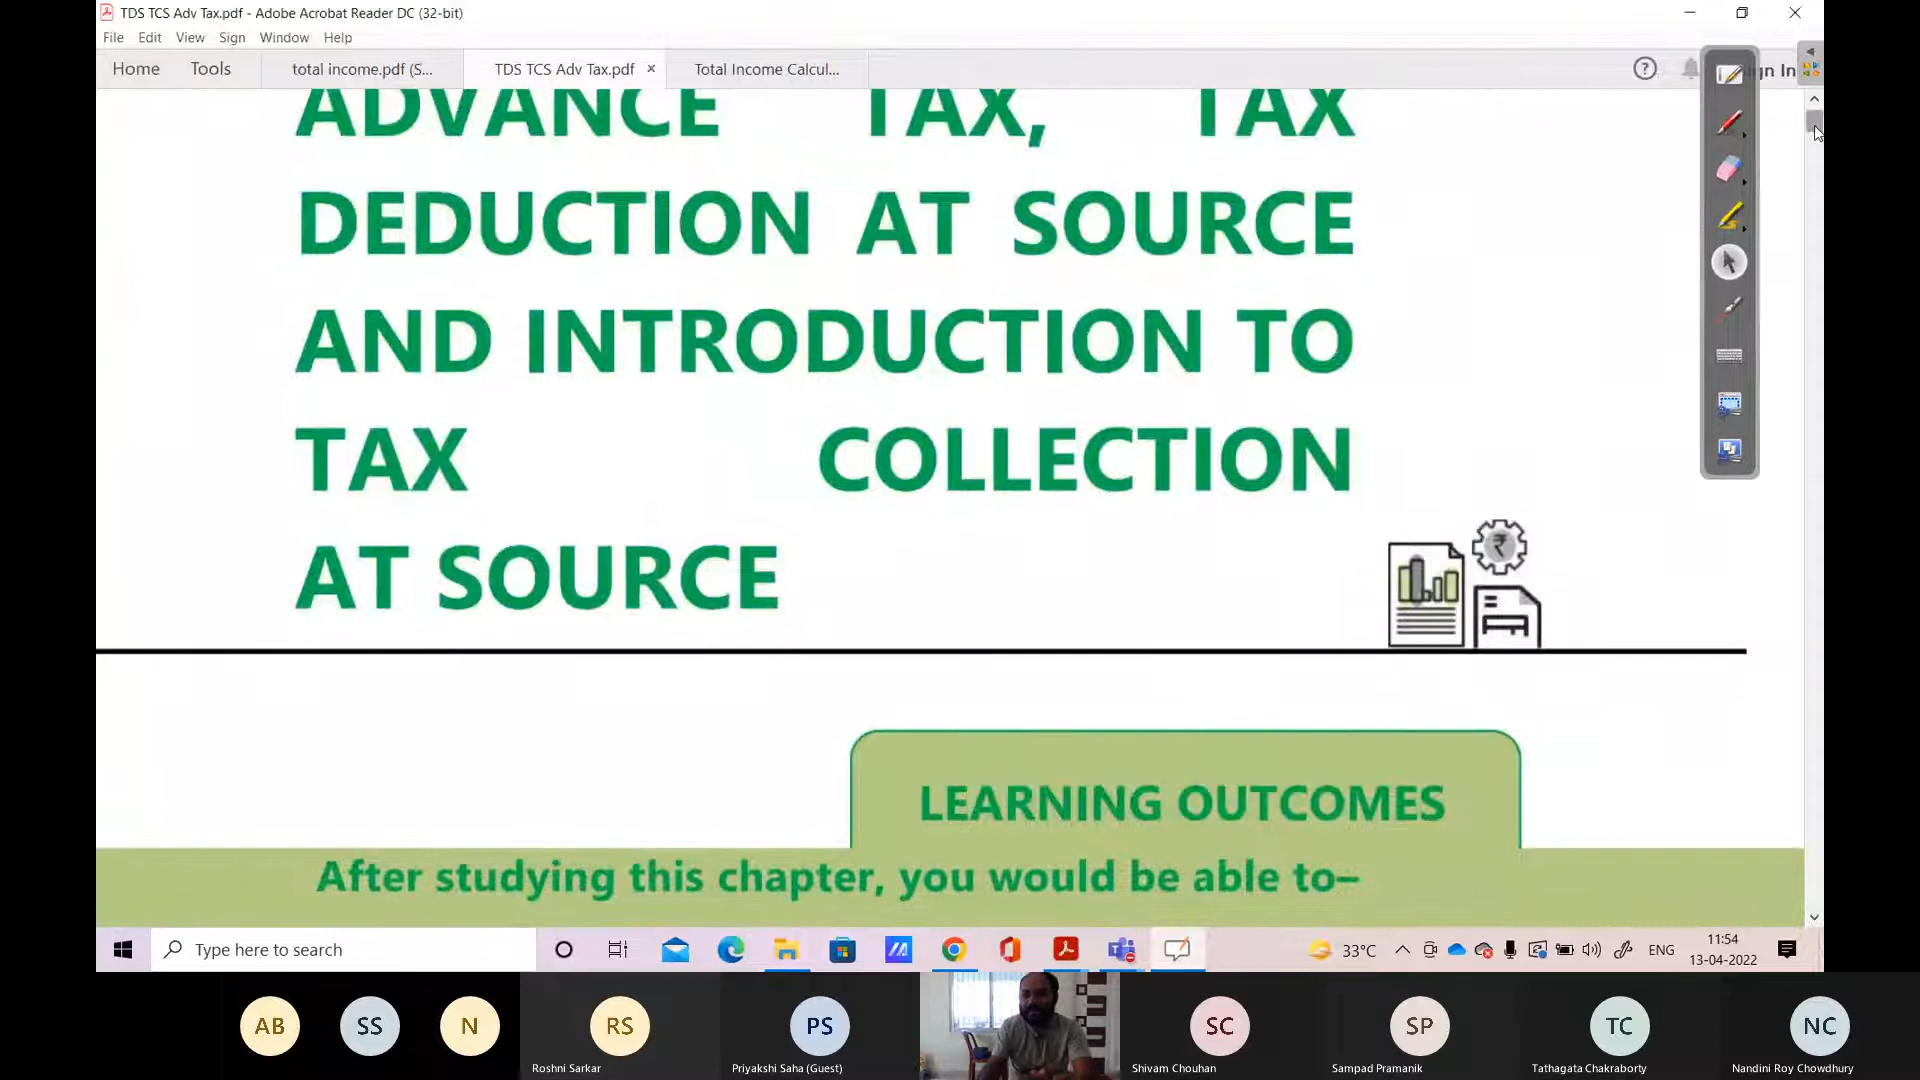 TDS TCS Adv Tax.pdf - Adobe Acrobat Reader DC (32-bit)
File Edit View Sign Window Help
Home Tools total income.pdf (S... TDS TCS Adv Tax.pdf × Total Income Calcul... gn In
ADVANCE TAX, TAX
DEDUCTION AT SOURCE
AND INTRODUCTION TO
TAX COLLECTION
AT SOURCE
₹
LEARNING OUTCOMES
After studying this chapter, you would be able to–
Type here to search 33°C ENG 11:54
13-04-2022
AB SS N RS PS SC SP TC NC
Roshni Sarkar Priyakshi Saha (Guest) Shivam Chouhan Sampad Pramanik Tathagata Chakraborty Nandini Roy Chowdhury